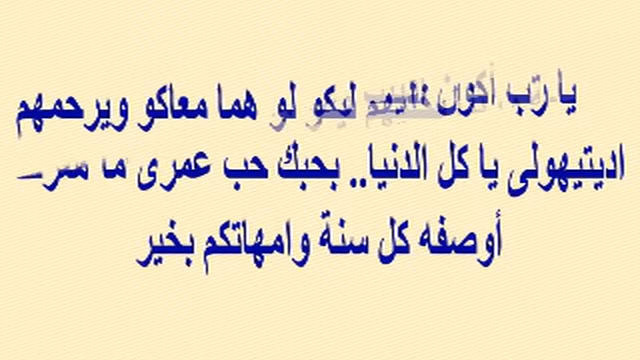 يا رب أكون ليكو لو هما معاكو ويرحمهم
اديتيهولى يا كل الدنيا.. بحبك حب عمرى ما
أوصفه كل سنة وامهاتكم بخير